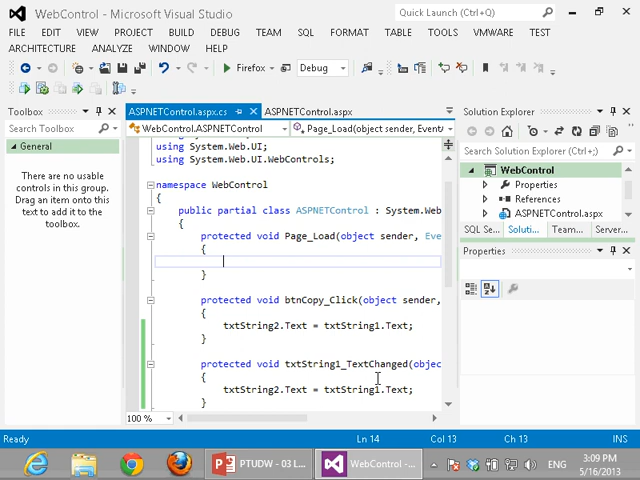 WebControl - Microsoft Visual Studio
Quick Launch (Ctrl+Q)
FILE EDIT VIEW PROJECT BUILD DEBUG TEAM SQL FORMAT TABLE TOOLS VMWARE TEST
ARCHITECTURE ANALYZE WINDOW HELP
Firefox Debug
Toolbox
Search Toolbox
General
There are no usable
controls in this group.
Drag an item onto this
text to add it to the
toolbox.
ASPNETControl.aspx.cs ASPNETControl.aspx
WebControl.ASPNETControl Page_Load(object sender, EventA
using System.Web.UI;
using System.Web.UI.WebControls;
namespace WebControl
{
public partial class ASPNETControl : System.Web
{
protected void Page_Load(object sender, Eve
{
}
protected void btnCopy_Click(object sender,
{
txtString2.Text = txtString1.Text;
}
protected void txtString1_TextChanged(objec
{
txtString2.Text = txtString1.Text;
}
100 %
Solution Explorer
Search Solution Explorer (Ctrl+;)
WebControl
Properties
References
ASPNETControl.aspx
SQL Se... Soluti... Team... Server...
Properties
Ready Ln 14 Col 13 Ch 13 INS
PTUDW - 03 L... WebControl -... ENG 3:09 PM
5/16/2013